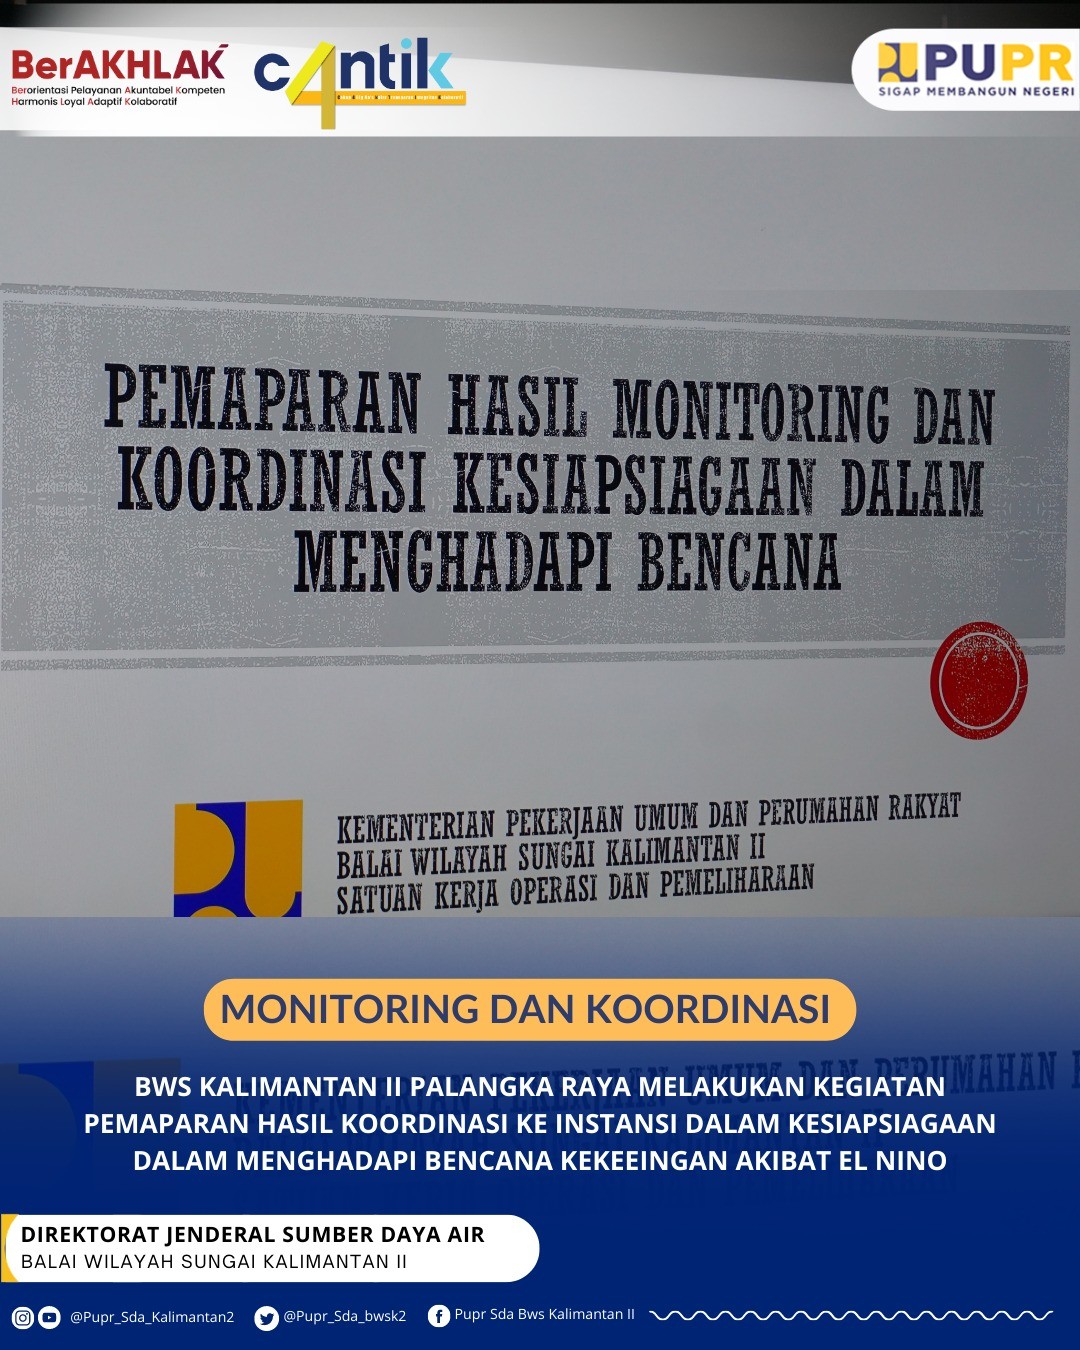 BerAKHLAK
Berorientasi Pelayanan Akuntabel Kompeten
Harmonis Loyal Adaptif Kolaboratif
c4ntik
PUPR
SIGAP MEMBANGUN NEGERI
PEMAPARAN HASIL MONITORING DAN
KOORDINASI KESIAPSIAGAAN DALAM
MENGHADAPI BENCANA
KEMENTERIAN PEKERJAAN UMUM DAN PERUMAHAN RAKYAT
BALAI WILAYAH SUNGAI KALIMANTAN II
SATUAN KERJA OPERASI DAN PEMELIHARAAN
MONITORING DAN KOORDINASI
BWS KALIMANTAN II PALANGKA RAYA MELAKUKAN KEGIATAN
PEMAPARAN HASIL KOORDINASI KE INSTANSI DALAM KESIAPSIAGAAN
DALAM MENGHADAPI BENCANA KEKEEINGAN AKIBAT EL NINO
DIREKTORAT JENDERAL SUMBER DAYA AIR
BALAI WILAYAH SUNGAI KALIMANTAN II
@Pupr_Sda_Kalimantan2 @Pupr_Sda_bwsk2 Pupr Sda Bws Kalimantan II